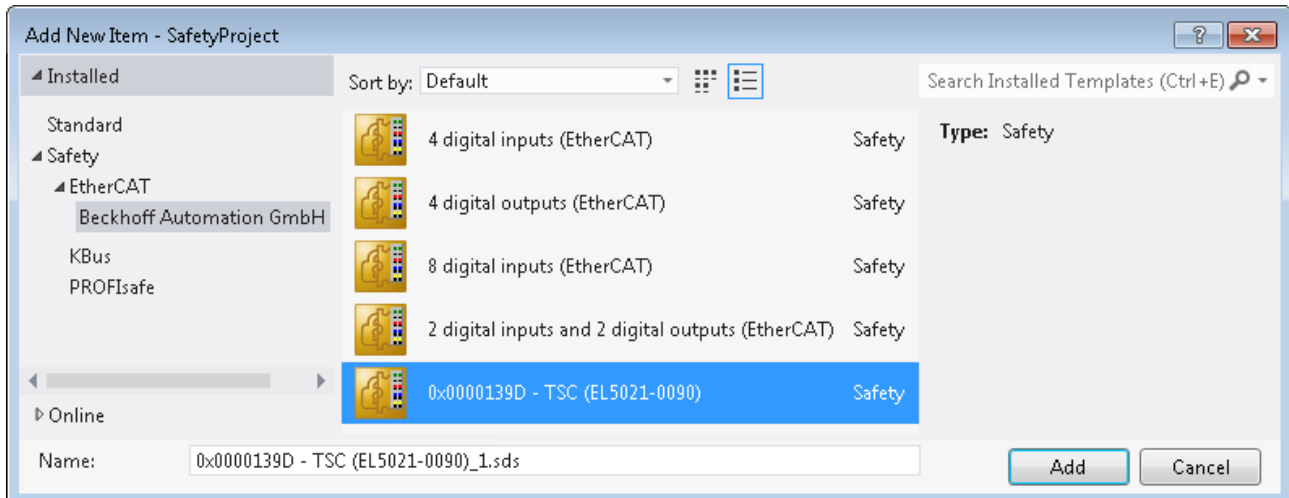 Add New Item - SafetyProject
Installed
Sort by: Default
Search Installed Templates (Ctrl+E)
Standard
Safety
EtherCAT
Beckhoff Automation GmbH
KBus
PROFIsafe
4 digital inputs (EtherCAT) Safety
4 digital outputs (EtherCAT) Safety
8 digital inputs (EtherCAT) Safety
2 digital inputs and 2 digital outputs (EtherCAT) Safety
0x0000139D - TSC (EL5021-0090) Safety
Type: Safety
Online
Name: 0x0000139D - TSC (EL5021-0090)_1.sds
Add Cancel